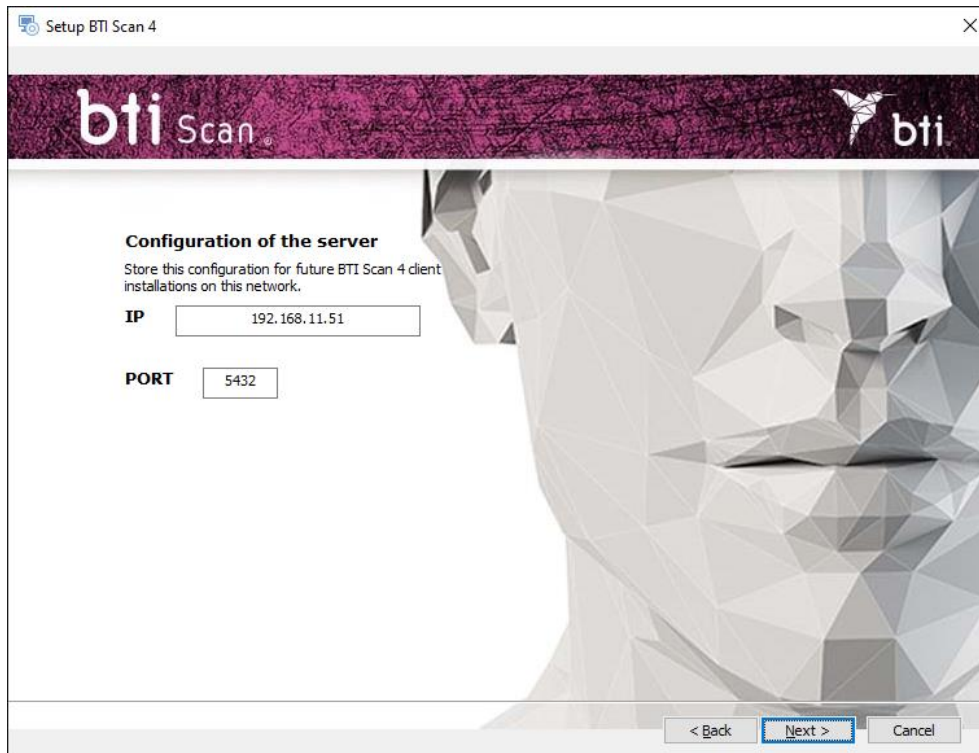 Setup BTI Scan 4
bti Scan®
bti
Configuration of the server
Store this configuration for future BTI Scan 4 client
installations on this network.
IP 192.168.11.51
PORT 5432
< Back Next > Cancel